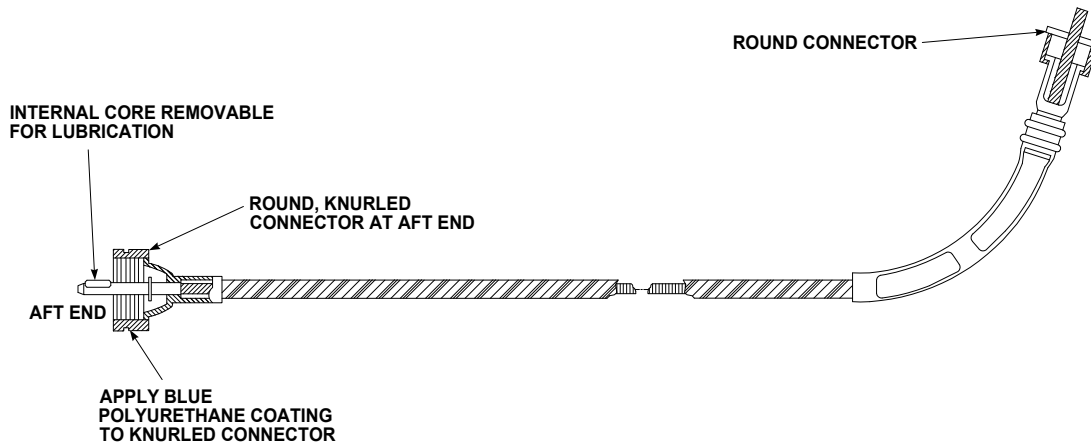 ROUND CONNECTOR
INTERNAL CORE REMOVABLE
FOR LUBRICATION
ROUND, KNURLED
CONNECTOR AT AFT END
AFT END
APPLY BLUE
POLYURETHANE COATING
TO KNURLED CONNECTOR